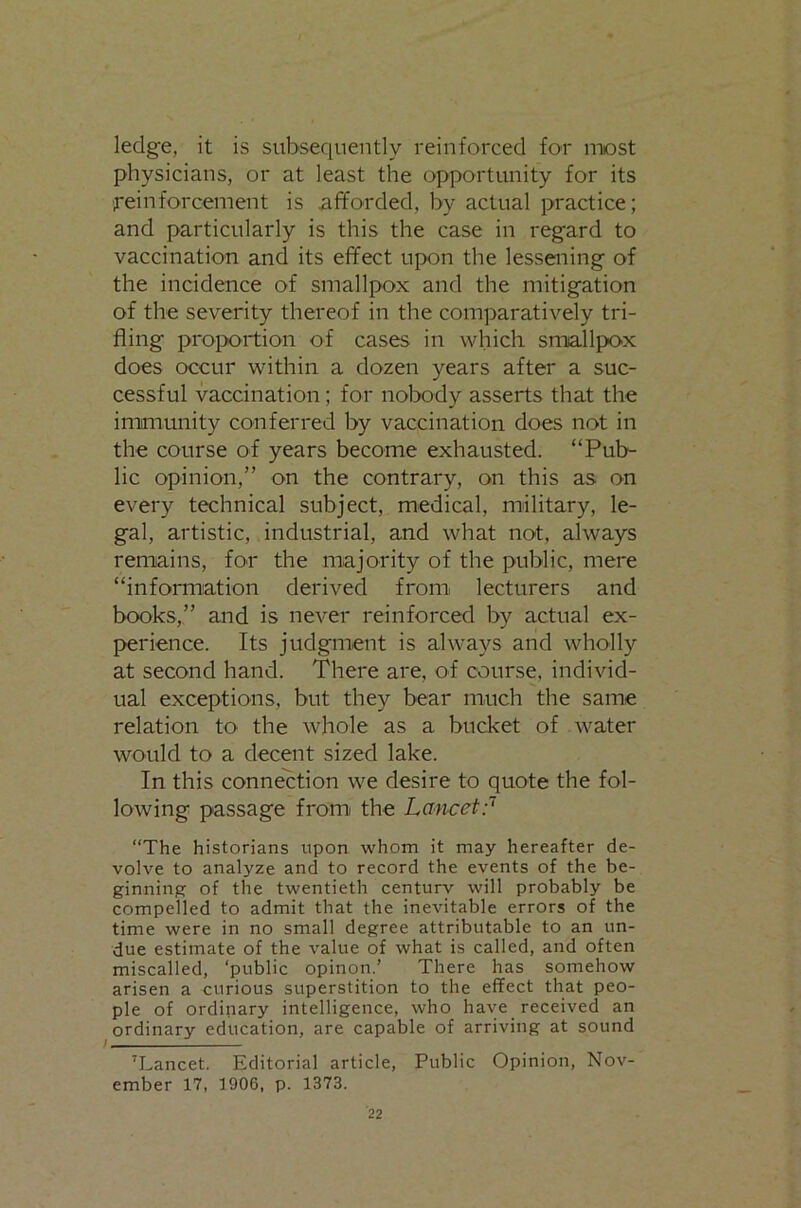 ledge, it is subsequently reinforced for most
physicians, or at least the opportunity for its
reinforcement is afforded, by actual practice;
and particularly is this the case in regard to
vaccination and its effect upon the lessening of
the incidence of smallpox and the mitigation
of the severity thereof in the comparatively tri-
fling proportion of cases in which smallpox
does occur within a dozen years after a suc-
cessful vaccination; for nobody asserts that the
immunity conferred by vaccination does not in
the course of years become exhausted. “Pub-
lic opinion,” on the contrary, on this as on
every technical subject, medical, military, le-
gal, artistic, industrial, and what not, always
remains, for the majority of the public, mere
“information derived from lecturers and
books,” and is never reinforced by actual ex-
perience. Its judgment is always and wholly
at second hand. There are, of course, individ-
ual exceptions, but they bear much the same
relation to the whole as a bucket of water
would to a decent sized lake.
In this connection we desire to quote the fol-
lowing passage from the Lancet:⁷
“The historians upon whom it may hereafter de-
volve to analyze and to record the events of the be-
ginning of the twentieth century will probably be
compelled to admit that the inevitable errors of the
time were in no small degree attributable to an un-
due estimate of the value of what is called, and often
miscalled, ‘public opinon.’ There has somehow
arisen a curious superstition to the effect that peo-
ple of ordinary intelligence, who have received an
ordinary education, are capable of arriving at sound
⁷Lancet. Editorial article, Public Opinion, Nov-
ember 17, 1906, p. 1373.
22